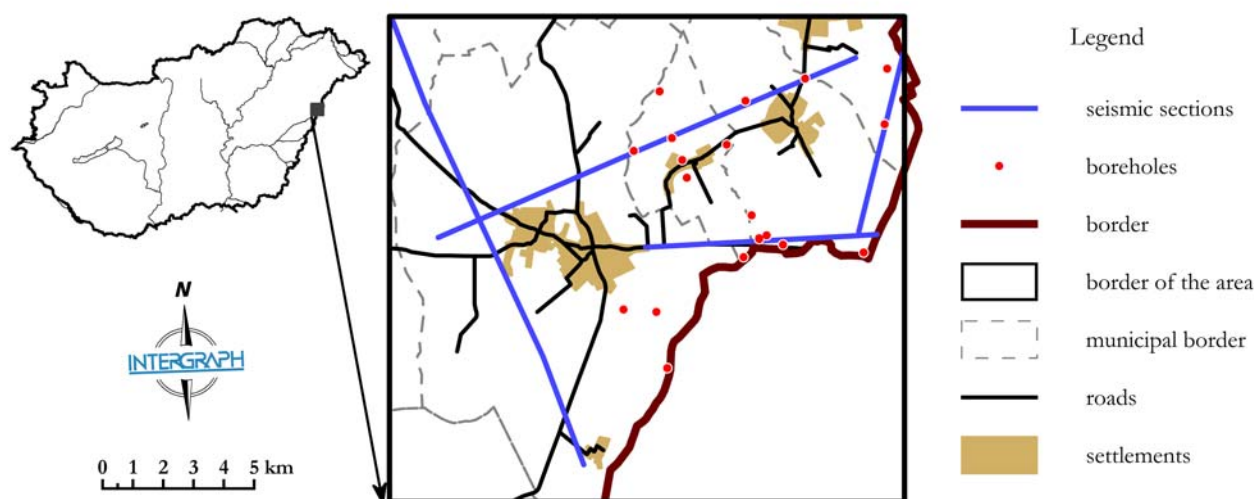 Legend
seismic sections
boreholes
border
border of the area
municipal border
roads
settlements
N
INTERGRAPH
0 1 2 3 4 5 km